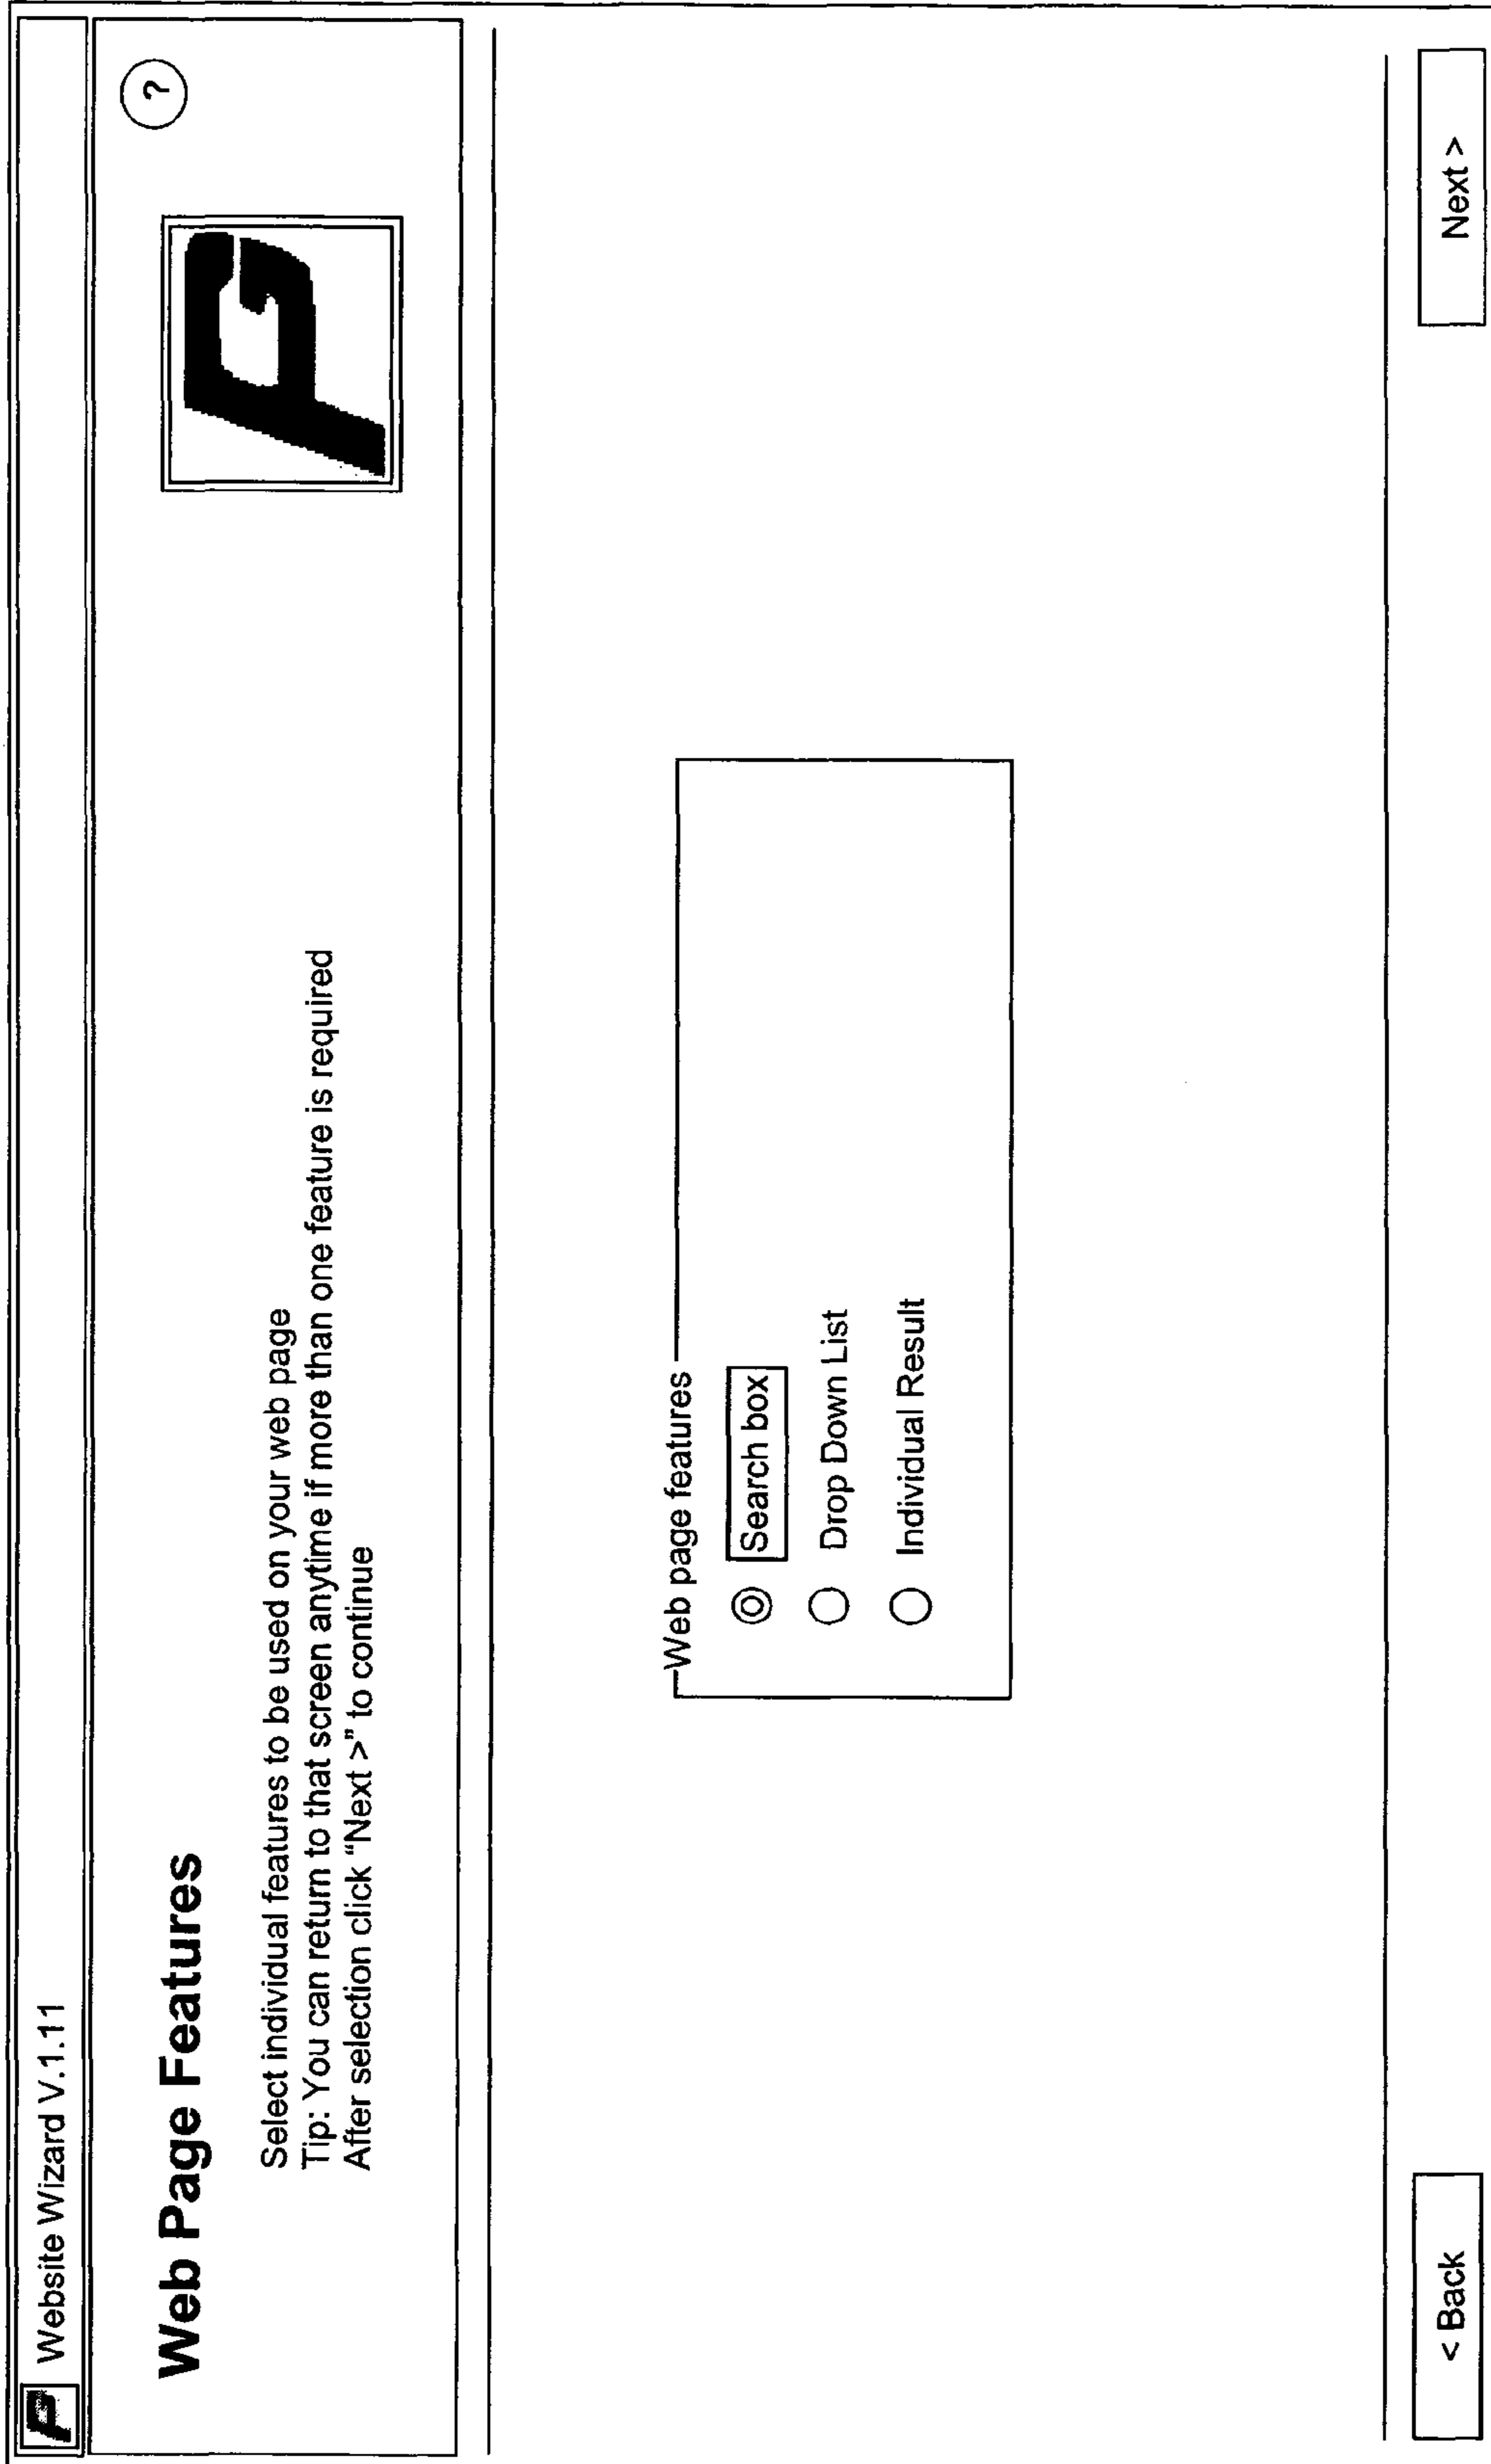 Website Wizard V.1.11
?
Web Page Features
Select individual features to be used on your web page
Tip: You can return to that screen anytime if more than one feature is required
After selection click “Next >” to continue
Web page features
Search box
Drop Down List
Individual Result
< Back
Next >